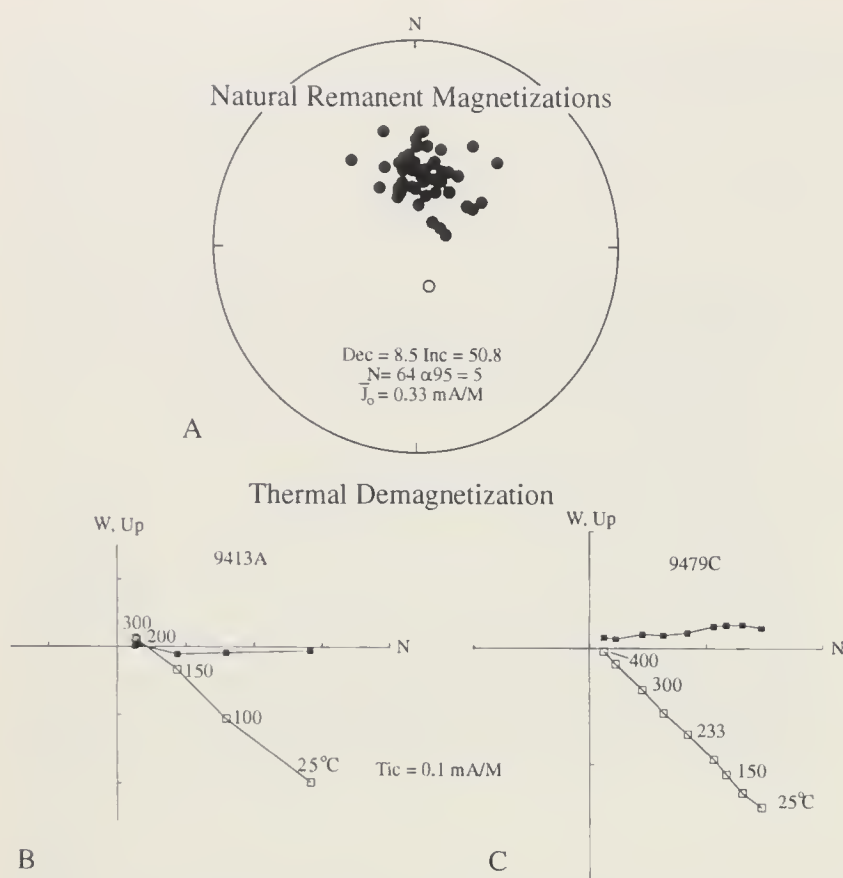 N
Natural Remanent Magnetizations
Dec = 8.5 Inc = 50.8
N= 64 α95 = 5
J̅o = 0.33 mA/M
A
Thermal Demagnetization
W, Up
9413A
300
200
N
150
100
25°C
Tic = 0.1 mA/M
B
W. Up
9479C
N
400
300
233
150
25°C
C